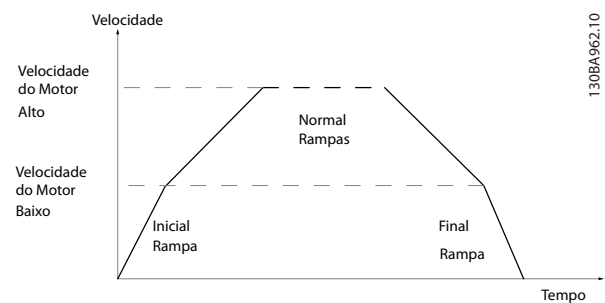 Velocidade
130BA962.10
Velocidade
do Motor
Alto
Normal
Rampas
Velocidade
do Motor
Baixo
Inicial
Rampa
Final
Rampa
Tempo